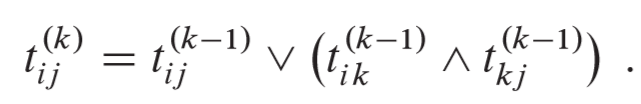 t_{ij}^{(k)} = t_{ij}^{(k-1)} ∨ (t_{ik}^{(k-1)} ∧ t_{kj}^{(k-1)}) .